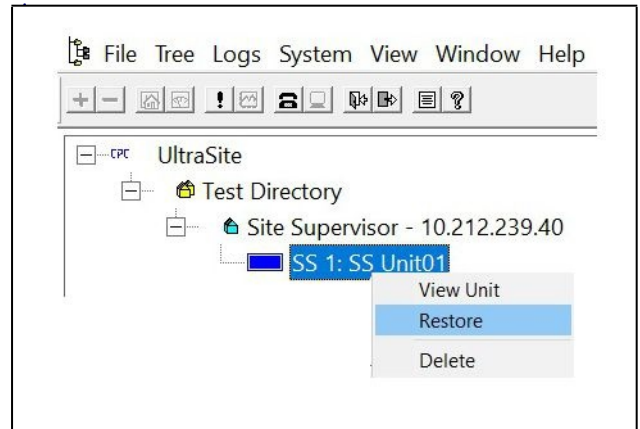 File Tree Logs System View Window Help
CPC UltraSite
Test Directory
Site Supervisor - 10.212.239.40
SS 1: SS Unit01
View Unit
Restore
Delete